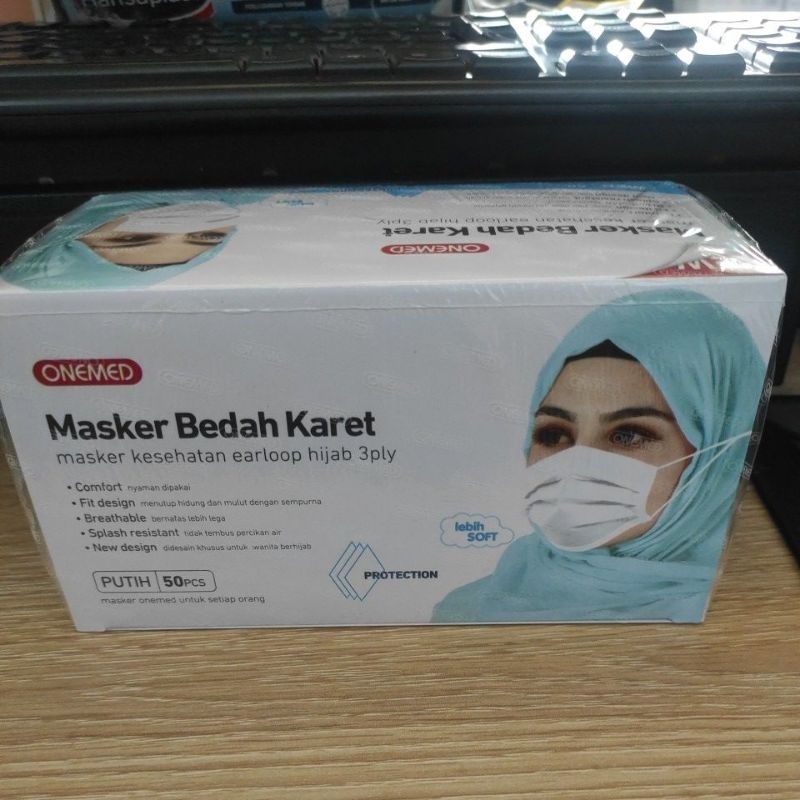 Masker Bedah Karet
masker kesehatan earloop hijab 3ply
ONEMED
ONEMED
Masker Bedah Karet
masker kesehatan earloop hijab 3ply
• Comfort nyaman dipakai
• Fit design menutup hidung dan mulut dengan sempurna
• Breathable bernafas lebih lega
• Splash resistant tidak tembus percikan air
• New design didesain khusus untuk wanita berhijab
lebih
SOFT
PROTECTION
PUTIH 50PCS
masker onemed untuk setiap orang